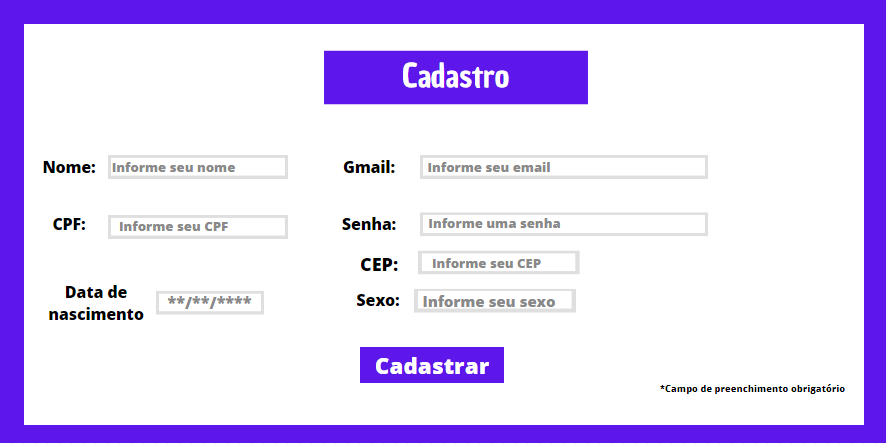 Cadastro
Nome: Informe seu nome
Gmail: Informe seu email
CPF: Informe seu CPF
Senha: Informe uma senha
CEP: Informe seu CEP
Data de
nascimento **/**/****
Sexo: Informe seu sexo
Cadastrar
*Campo de preenchimento obrigatório